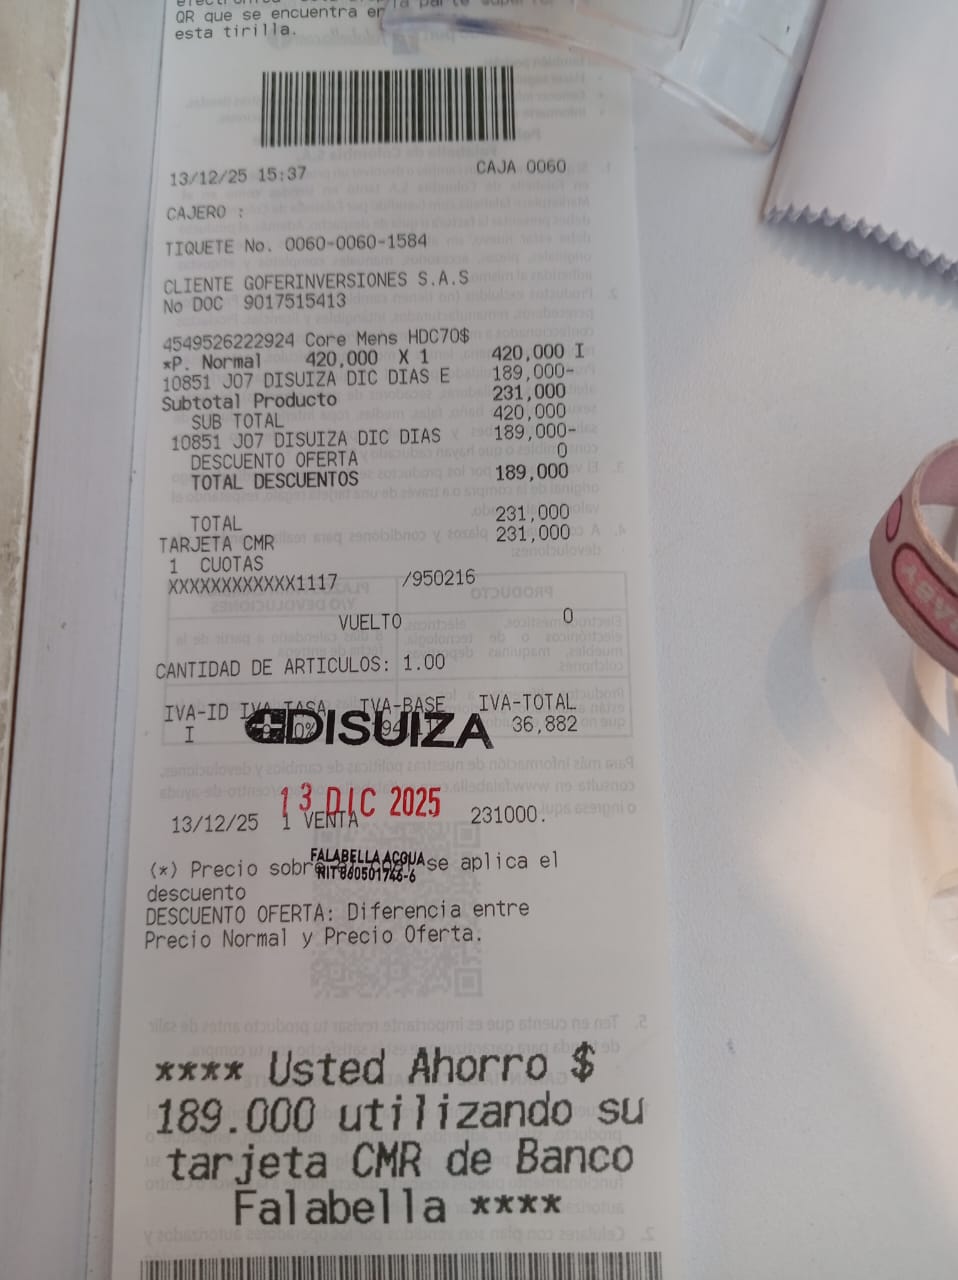 QR que se encuentra en la parte
esta tirilla.
13/12/25 15:37 CAJA 0060
CAJERO :
TIQUETE No. 0060-0060-1584
CLIENTE GOFERINVERSIONES S.A.S
No DOC 9017515413
4549526222924 Core Mens HDC70$
*P. Normal 420,000 X 1 420,000 I
10851 J07 DISUIZA DIC DIAS E 189,000-
Subtotal Producto 231,000
SUB TOTAL 420,000
10851 J07 DISUIZA DIC DIAS 189,000-
DESCUENTO OFERTA 0
TOTAL DESCUENTOS 189,000
TOTAL 231,000
TARJETA CMR 231,000
1 CUOTAS
XXXXXXXXXXXX1117 /950216
VUELTO 0
CANTIDAD DE ARTICULOS: 1.00
IVA-ID IVA-TASA IVA-BASE IVA-TOTAL
I 36,882
DISUIZA
13 DIC 2025
13/12/25 1 VENTA 231000.
FALABELLA ACQUA
NIT 860501746-6
(*) Precio sobre se aplica el
descuento
DESCUENTO OFERTA: Diferencia entre
Precio Normal y Precio Oferta.
**** Usted Ahorro $
189.000 utilizando su
tarjeta CMR de Banco
Falabella ****